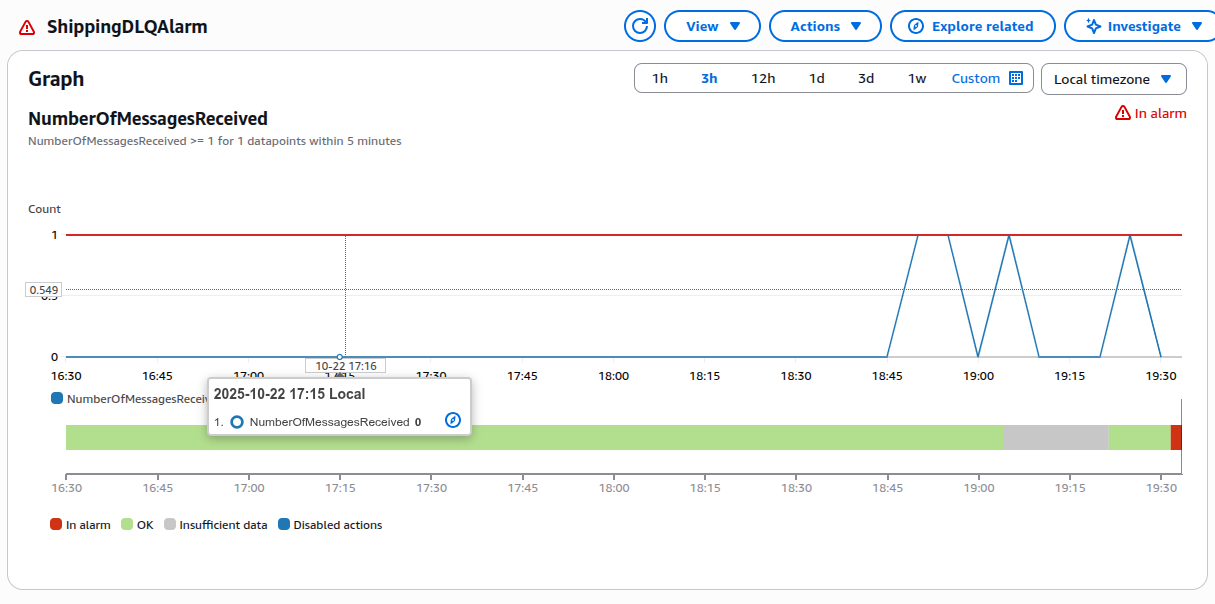 ShippingDLQAlarm
View
Actions
Explore related
Investigate
Graph
1h 3h 12h 1d 3d 1w Custom
Local timezone
NumberOfMessagesReceived
In alarm
NumberOfMessagesReceived >= 1 for 1 datapoints within 5 minutes
Count
1
0.549
0
10-22 17:16
16:30 16:45 17:00 17:15 17:30 17:45 18:00 18:15 18:30 18:45 19:00 19:15 19:30
2025-10-22 17:15 Local
1. NumberOfMessagesReceived 0
16:30 16:45 17:00 17:15 17:30 17:45 18:00 18:15 18:30 18:45 19:00 19:15 19:30
In alarm OK Insufficient data Disabled actions